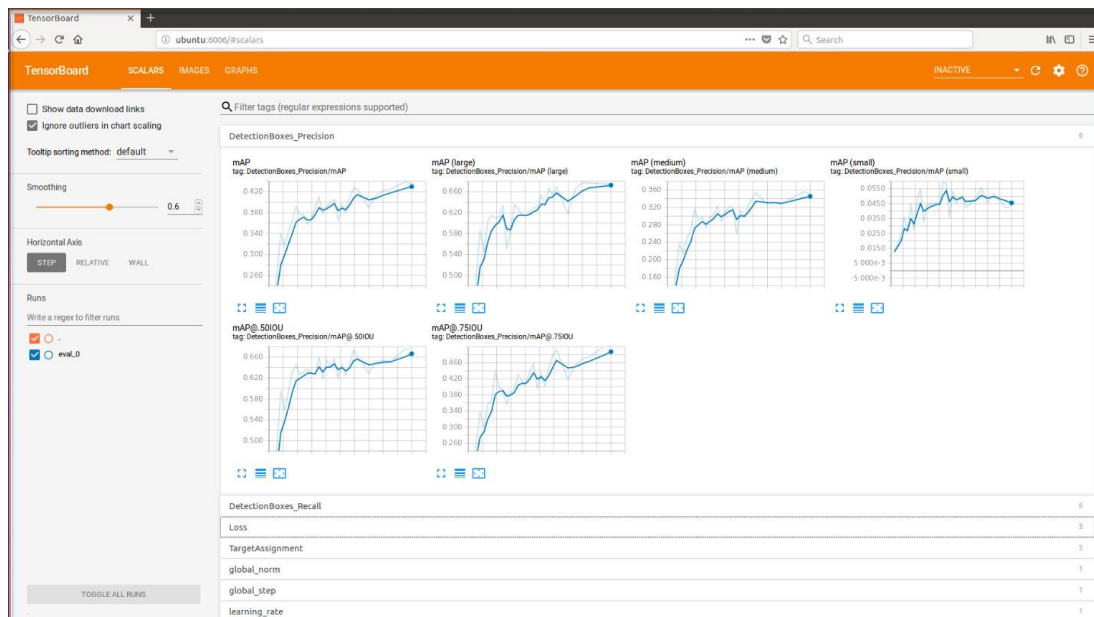 TensorBoard
ubuntu:6006/#scalars
Search
TensorBoard SCALARS IMAGES GRAPHS INACTIVE
Show data download links
Ignore outliers in chart scaling
Tooltip sorting method: default
Smoothing
0.6
Horizontal Axis
STEP RELATIVE WALL
Runs
Write a regex to filter runs
.
eval_0
TOGGLE ALL RUNS
Filter tags (regular expressions supported)
DetectionBoxes_Precision 6
mAP
tag: DetectionBoxes_Precision/mAP
0.420
0.380
0.340
0.300
0.260
mAP (large)
tag: DetectionBoxes_Precision/mAP (large)
0.660
0.620
0.580
0.540
0.500
mAP (medium)
tag: DetectionBoxes_Precision/mAP (medium)
0.360
0.320
0.280
0.240
0.200
0.160
mAP (small)
tag: DetectionBoxes_Precision/mAP (small)
0.0550
0.0450
0.0350
0.0250
0.0150
5.000e-3
-5.000e-3
mAP@.50IOU
tag: DetectionBoxes_Precision/mAP@.50IOU
0.660
0.620
0.580
0.540
0.500
mAP@.75IOU
tag: DetectionBoxes_Precision/mAP@.75IOU
0.460
0.420
0.380
0.340
0.300
0.260
DetectionBoxes_Recall 6
Loss 5
TargetAssignment 5
global_norm 1
global_step 1
learning_rate 1